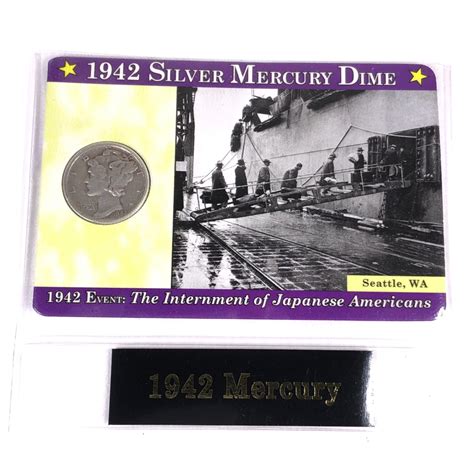 1942 SILVER MERCURY DIME
Seattle, WA
1942 EVENT: The Internment of Japanese Americans
1942 Mercury